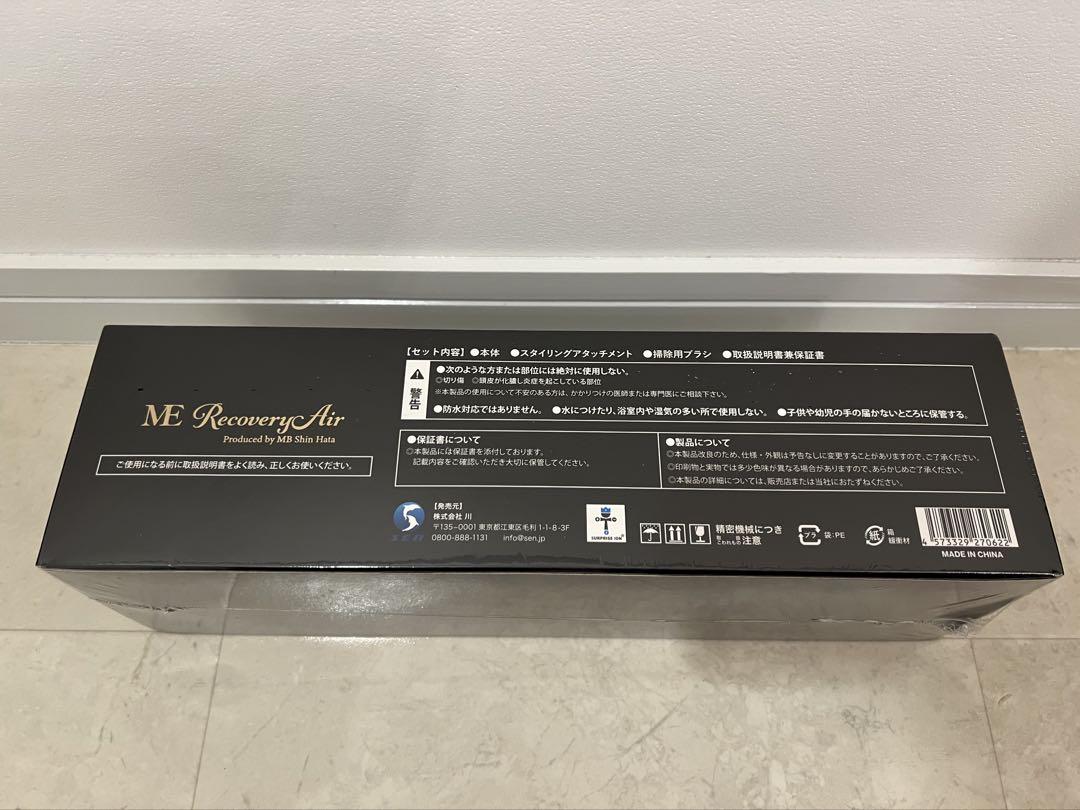 ME Recovery Air
Produced by MB Shin Hata
ご使用になる前に取扱説明書をよく読み、正しくお使いください。
【セット内容】●本体 ●スタイリングアタッチメント ●掃除用ブラシ ●取扱説明書兼保証書
警告
●次のような方または部位には絶対に使用しない。
◎切り傷 ◎頭皮が化膿し炎症を起こしている部位
※本製品の使用について不安のある方は、かかりつけの医師または専門医にご相談下さい。
●防水対応ではありません。 ●水につけたり、浴室内や湿気の多い所で使用しない。 ●子供や幼児の手の届かないところに保管する。
●保証書について
◎本製品には保証書を添付しております。
記載内容をご確認いただき大切に保管してください。
●製品について
◎本製品改良のため、仕様・外観は予告なしに変更することがありますので、ご了承ください。
◎印刷物と実物では多少色味が異なる場合がありますので、あらかじめご了承ください。
◎本製品の詳細については、販売店または当社におたずねください。
SEN
【発売元】
株式会社 川
〒135-0001 東京都江東区毛利 1-1-8-3F
0800-888-1131 info@sen.jp
SURPRISE ION
取扱注意
こわれもの
精密機械につき
注意
プラ
袋:PE
紙
箱
緩衝材
4 573329 270622
MADE IN CHINA